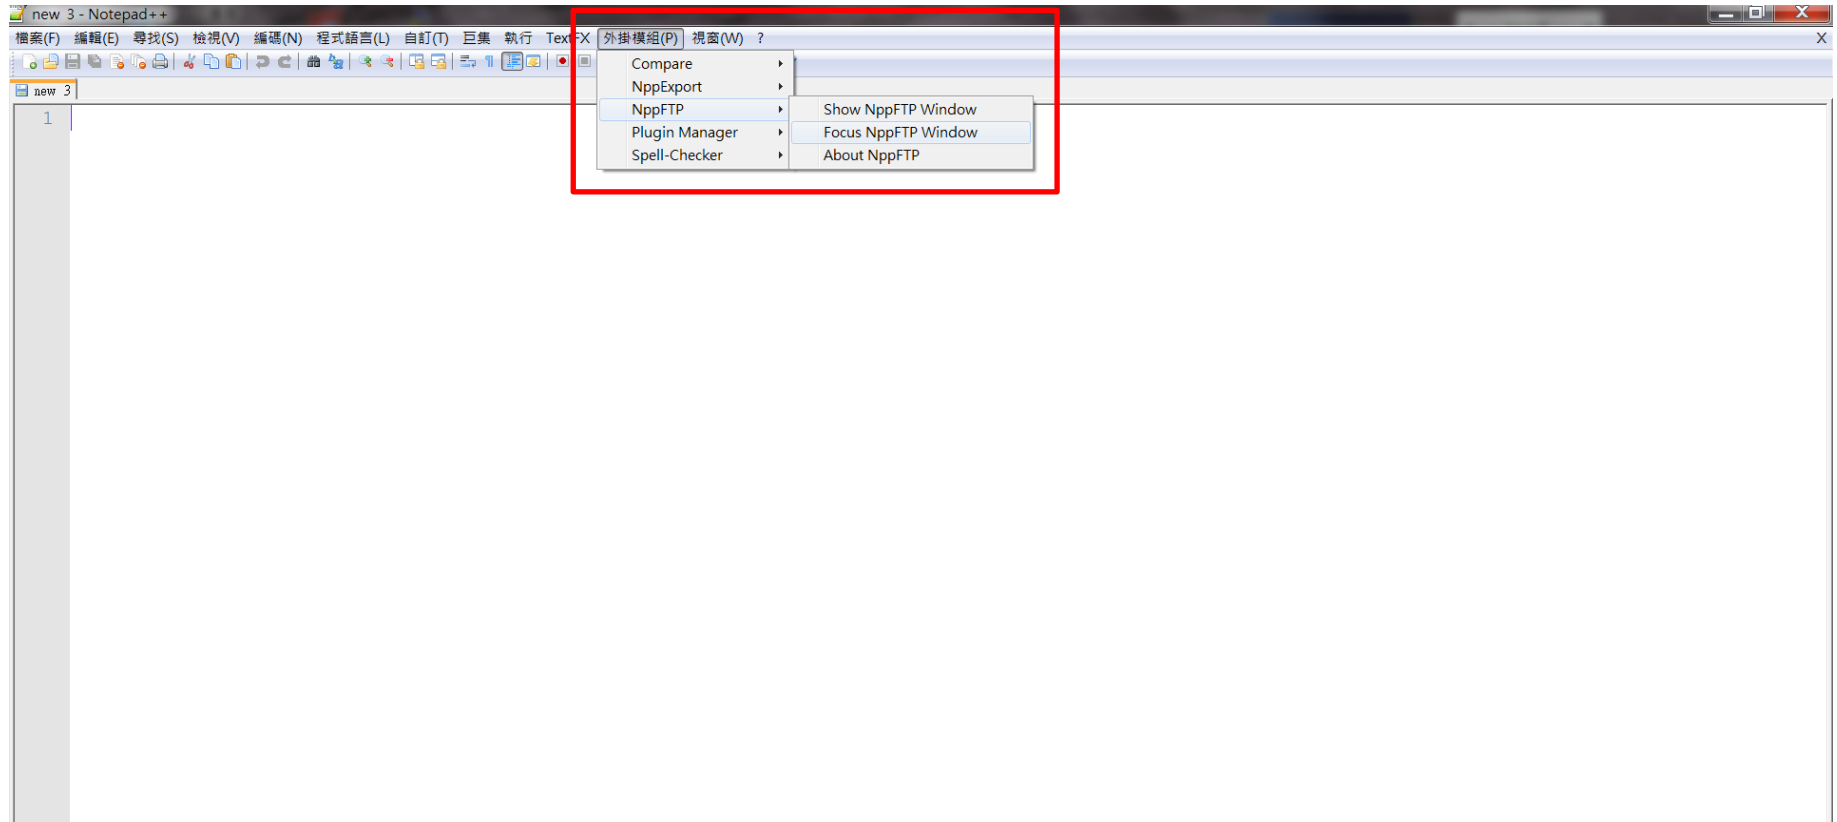 new 3 - Notepad++
檔案(F) 編輯(E) 尋找(S) 檢視(V) 編碼(N) 程式語言(L) 自訂(T) 巨集 執行 TextFX 外掛模組(P) 視窗(W) ? X
new 3
1
Compare
NppExport
NppFTP
Plugin Manager
Spell-Checker
Show NppFTP Window
Focus NppFTP Window
About NppFTP